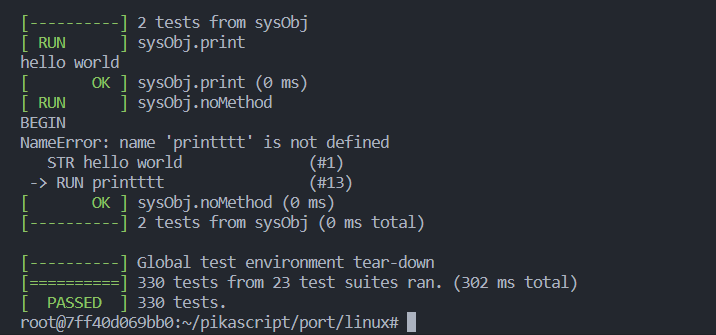 [----------] 2 tests from sysObj
[ RUN      ] sysObj.print
hello world
[       OK ] sysObj.print (0 ms)
[ RUN      ] sysObj.noMethod
BEGIN
NameError: name 'printttt' is not defined
   STR hello world              (#1)
 -> RUN printttt                (#13)
[       OK ] sysObj.noMethod (0 ms)
[----------] 2 tests from sysObj (0 ms total)

[----------] Global test environment tear-down
[==========] 330 tests from 23 test suites ran. (302 ms total)
[  PASSED  ] 330 tests.
root@7ff40d069bb0:~/pikascript/port/linux#